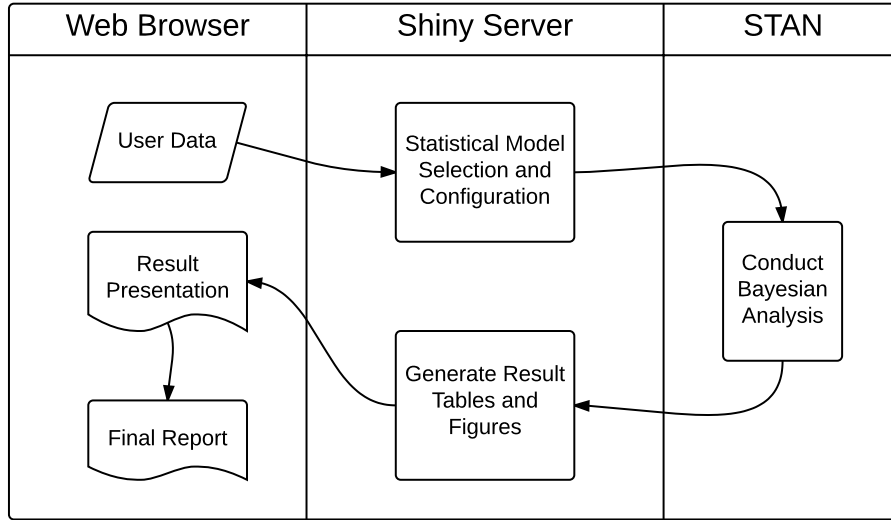 Web Browser
Shiny Server
STAN
User Data
Statistical Model
Selection and
Configuration
Conduct
Bayesian
Analysis
Generate Result
Tables and
Figures
Result
Presentation
Final Report